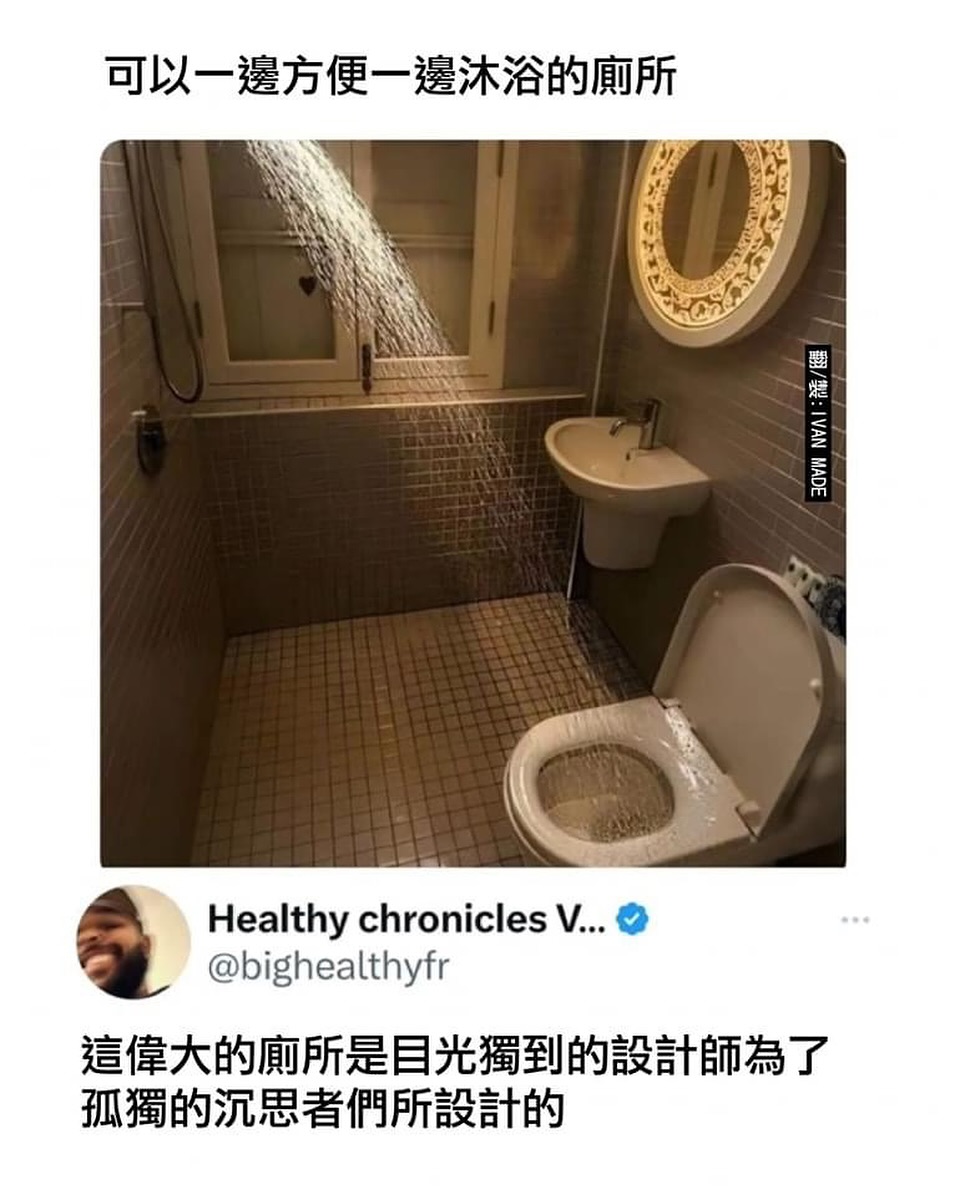 可以一邊方便一邊沐浴的廁所
翻/製:IVAN MADE
Healthy chronicles V...
@bighealthyfr
這偉大的廁所是目光獨到的設計師為了
孤獨的沉思者們所設計的